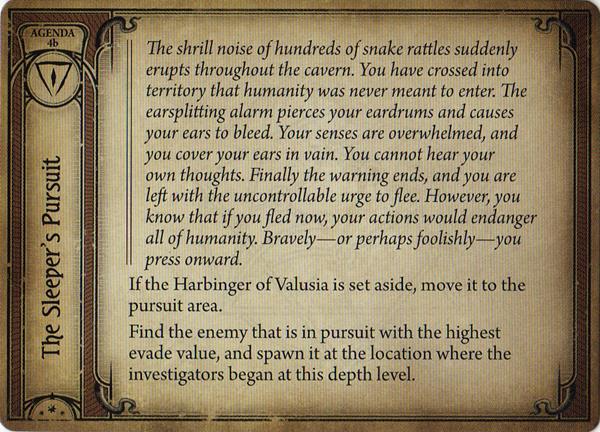 AGENDA
4b
The Sleeper's Pursuit
The shrill noise of hundreds of snake rattles suddenly
erupts throughout the cavern. You have crossed into
territory that humanity was never meant to enter. The
earsplitting alarm pierces your eardrums and causes
your ears to bleed. Your senses are overwhelmed, and
you cover your ears in vain. You cannot hear your
own thoughts. Finally the warning ends, and you are
left with the uncontrollable urge to flee. However, you
know that if you fled now, your actions would endanger
all of humanity. Bravely—or perhaps foolishly—you
press onward.
If the Harbinger of Valusia is set aside, move it to the
pursuit area.
Find the enemy that is in pursuit with the highest
evade value, and spawn it at the location where the
investigators began at this depth level.